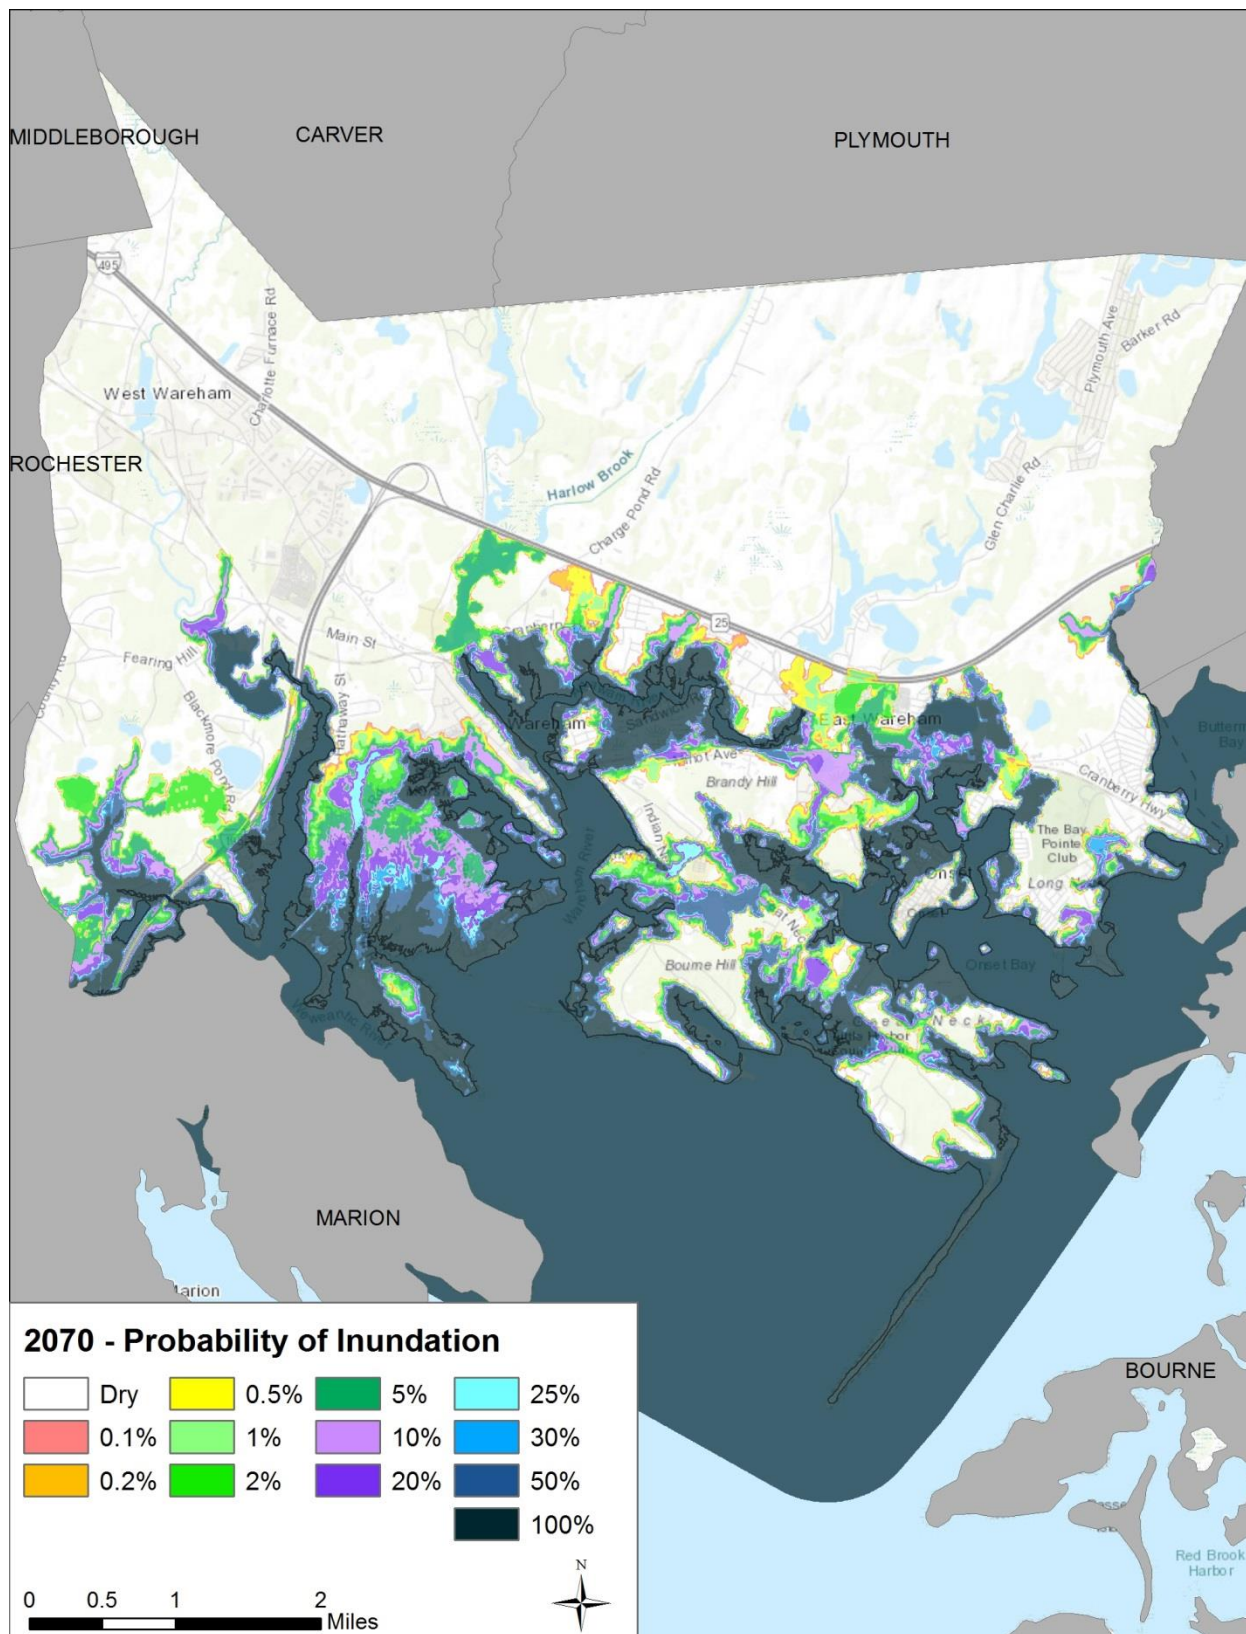 MIDDLEBOROUGH
CARVER
PLYMOUTH
495
Charlotte Furnace Rd
Plymouth Ave
Barker Rd
West Wareham
ROCHESTER
Harlow Brook
Charge Pond Rd
Glen Charlie Rd
25
Main St
Fearing Hill
Hathaway St
Blackmore Pond Rd
Wareham
Sandwich Rd
East Wareham
Brandy Hill
Cranberry Hwy
The Bay
Pointe
Club
Wareham River
Onset
Bourne Hill
Onset Bay
Weweantic River
MARION
Marion
BOURNE
Red Brook
Harbor
2070 - Probability of Inundation
Dry
0.5%
5%
25%
0.1%
1%
10%
30%
0.2%
2%
20%
50%
100%
N
0 0.5 1 2
Miles